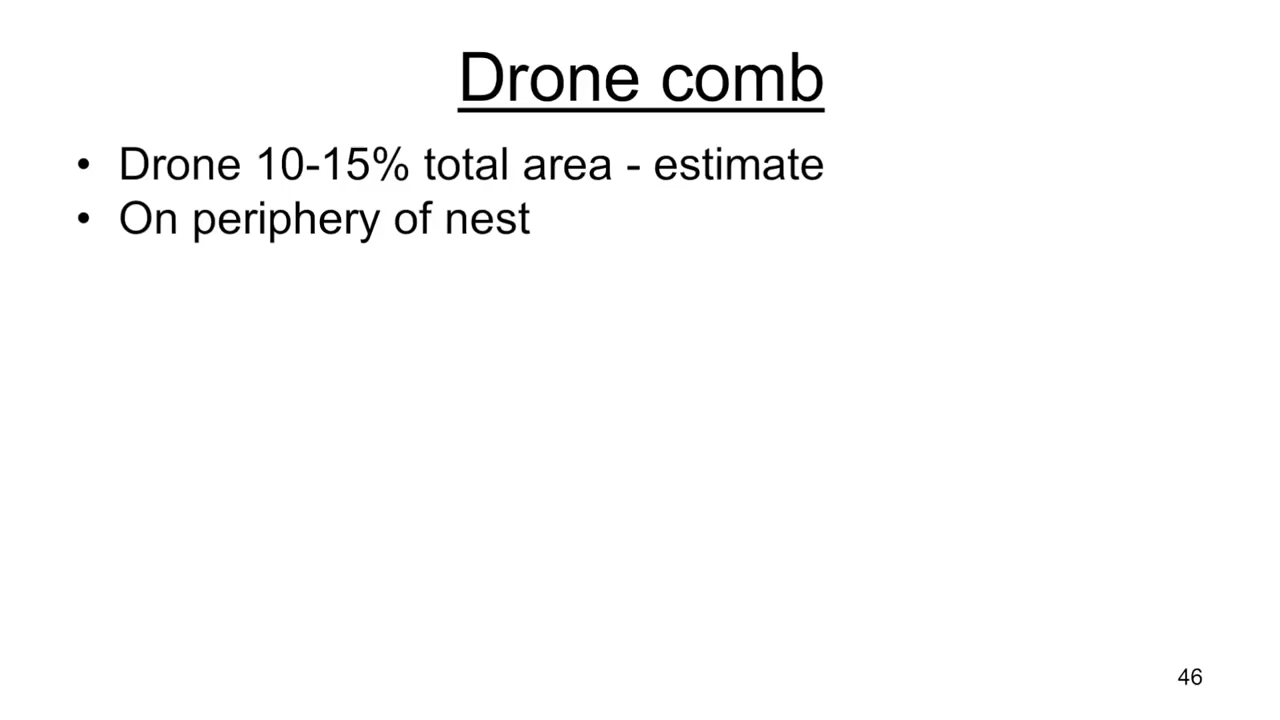 Drone comb
• Drone 10-15% total area - estimate
• On periphery of nest
46